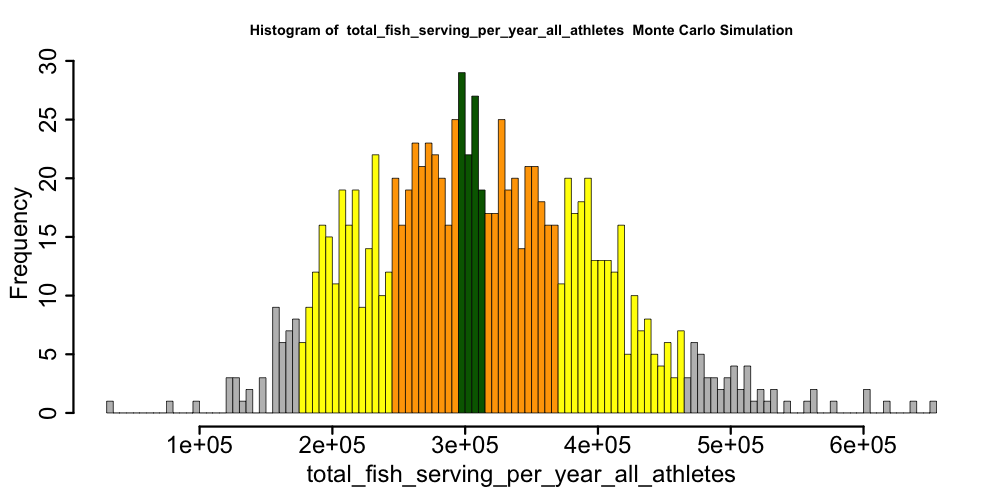 Histogram of  total_fish_serving_per_year_all_athletes  Monte Carlo Simulation
Frequency
30
25
20
15
10
5
0
1e+05 2e+05 3e+05 4e+05 5e+05 6e+05
total_fish_serving_per_year_all_athletes